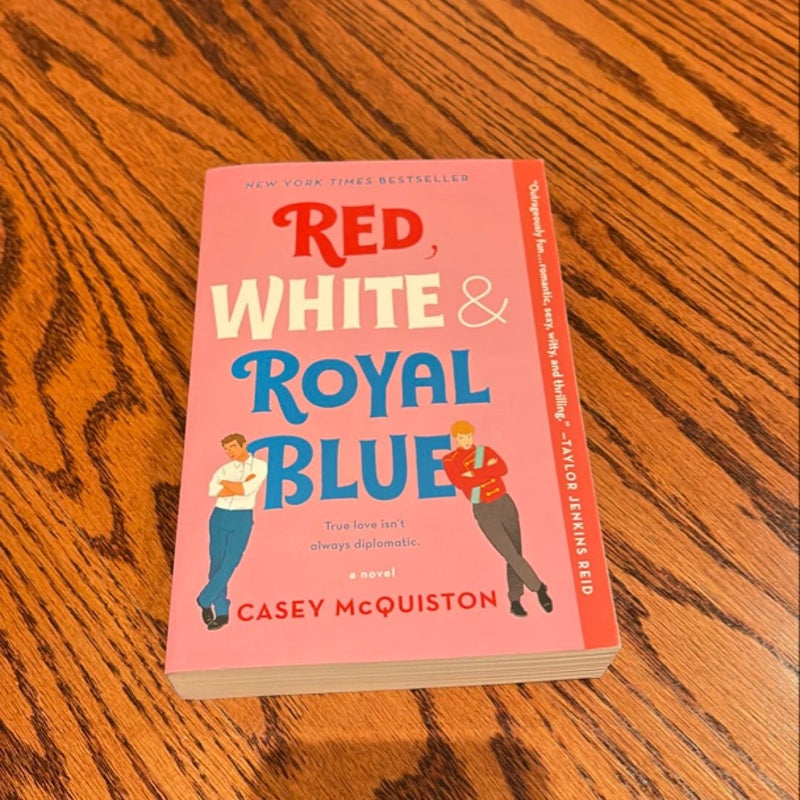 NEW YORK TIMES BESTSELLER
RED,
WHITE &
ROYAL
BLUE
True love isn't
always diplomatic.
a novel
CASEY McQUISTON
"Outrageously fun...romantic, sexy, witty, and thrilling." —TAYLOR JENKINS REID